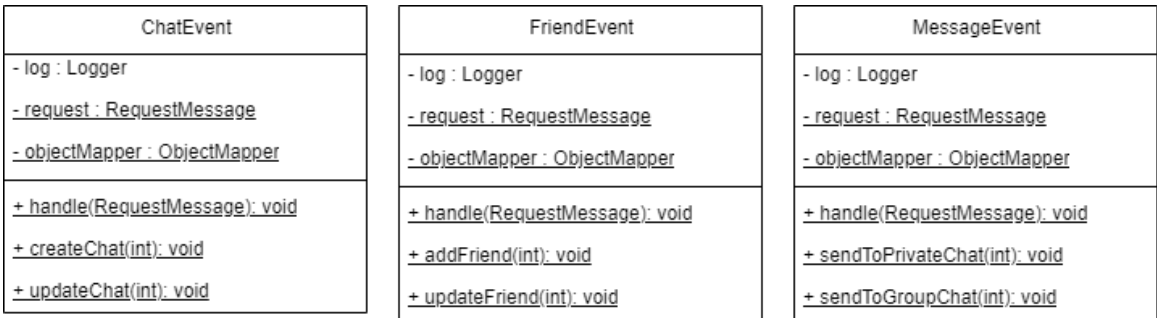 ChatEvent
- log : Logger
- request : RequestMessage
- objectMapper : ObjectMapper
+ handle(RequestMessage): void
+ createChat(int): void
+ updateChat(int): void
FriendEvent
- log : Logger
- request : RequestMessage
- objectMapper : ObjectMapper
+ handle(RequestMessage): void
+ addFriend(int): void
+ updateFriend(int): void
MessageEvent
- log : Logger
- request : RequestMessage
- objectMapper : ObjectMapper
+ handle(RequestMessage): void
+ sendToPrivateChat(int): void
+ sendToGroupChat(int): void